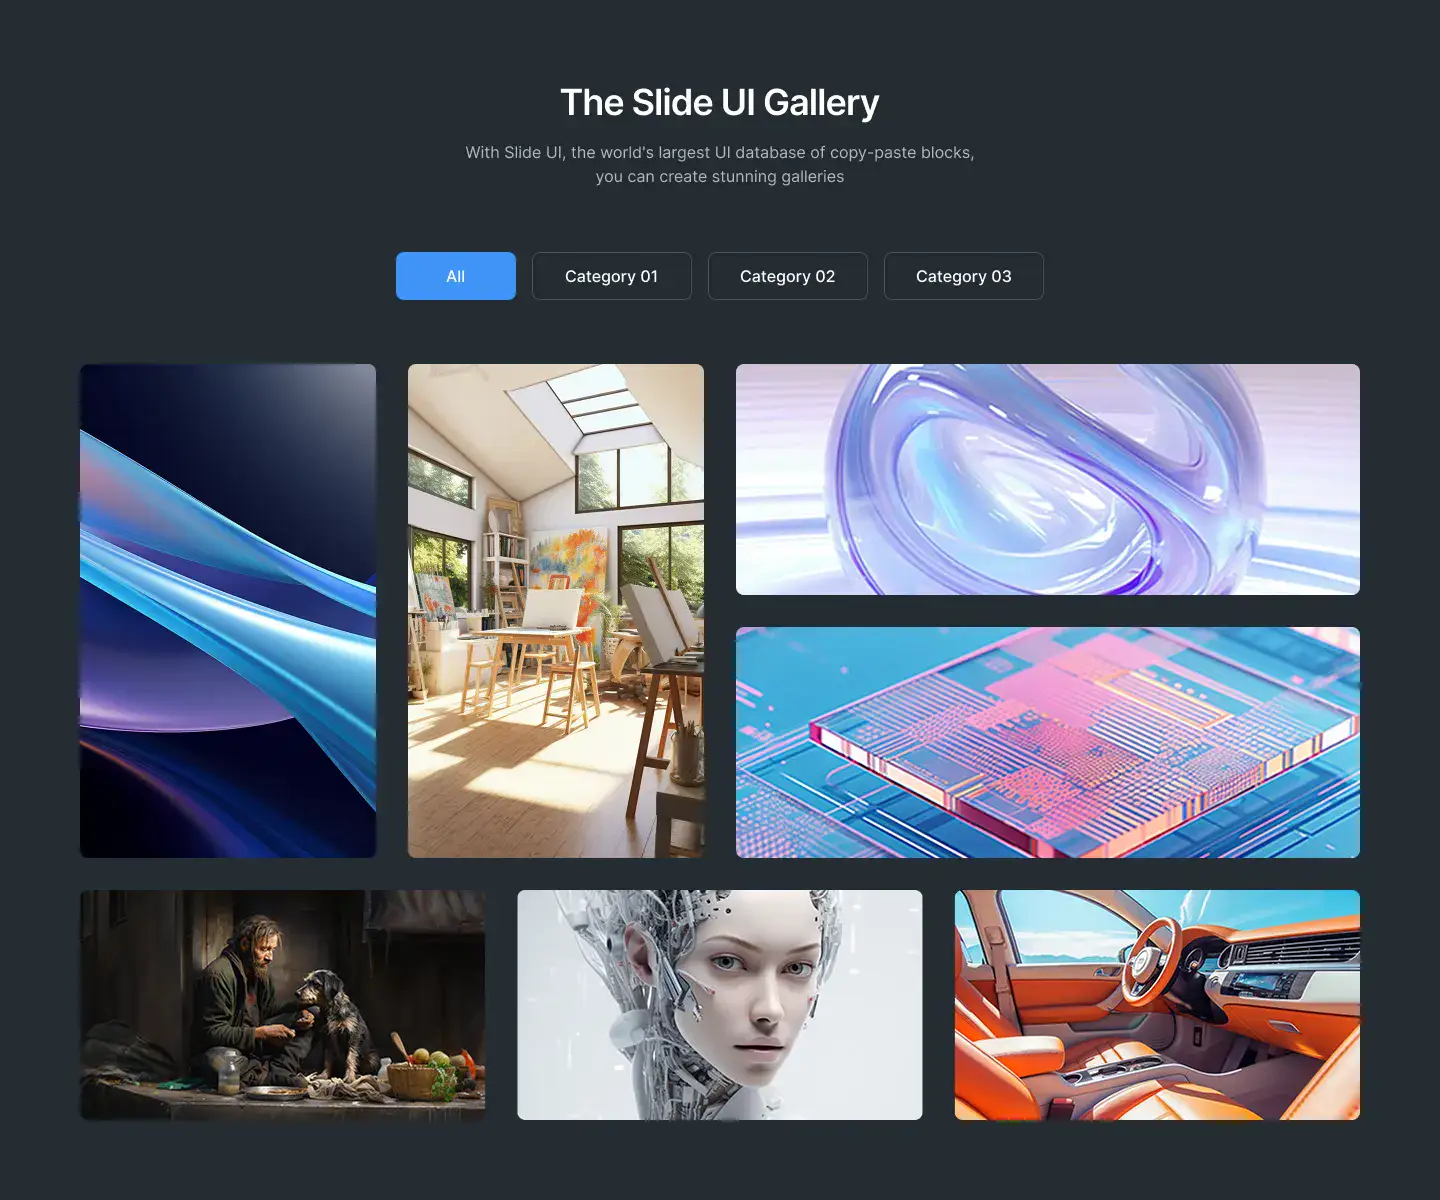 The Slide UI Gallery
With Slide UI, the world's largest UI database of copy-paste blocks,
you can create stunning galleries
All
Category 01
Category 02
Category 03